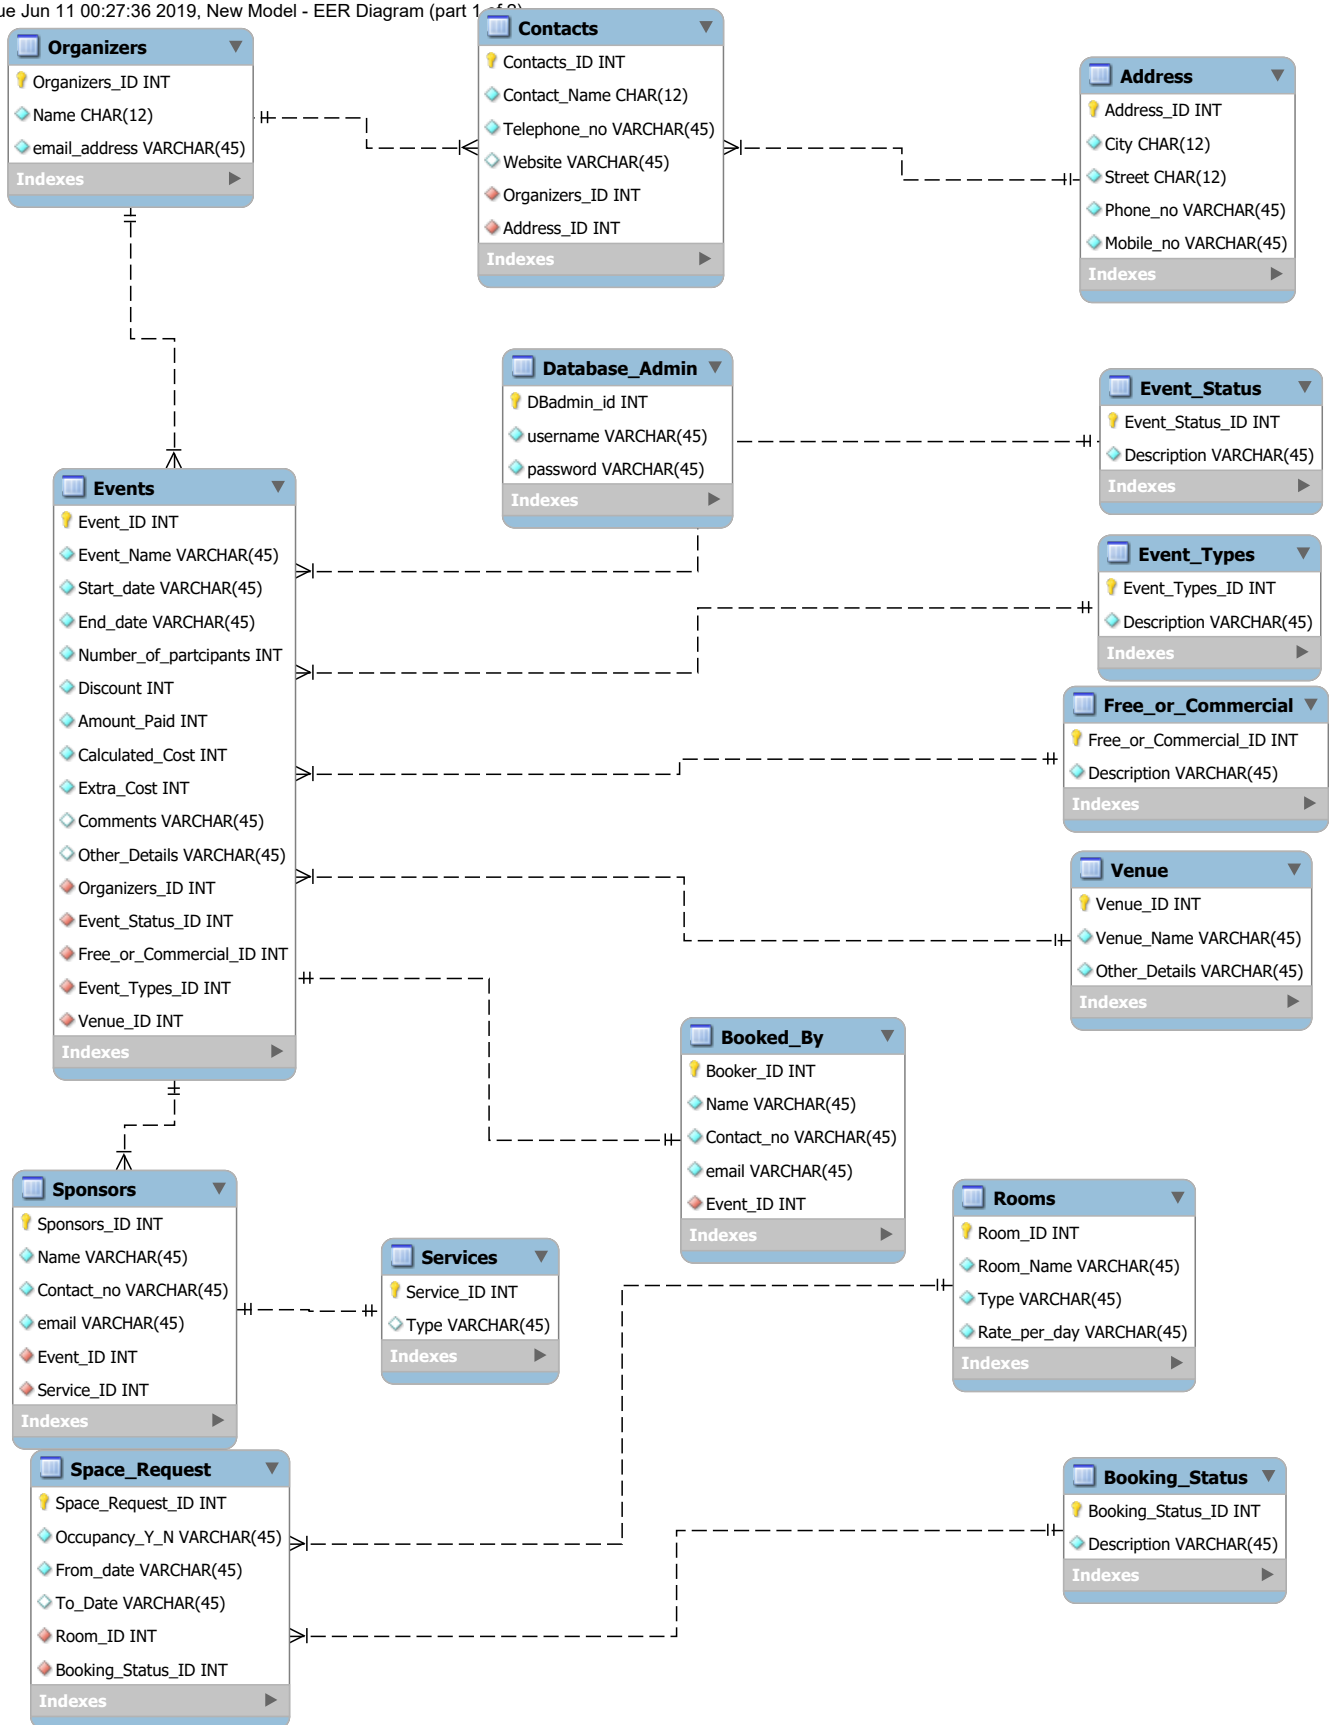 ue Jun 11 00:27:36 2019, New Model - EER Diagram (part 1 of 2)
Organizers
Organizers_ID INT
Name CHAR(12)
email_address VARCHAR(45)
Indexes
Contacts
Contacts_ID INT
Contact_Name CHAR(12)
Telephone_no VARCHAR(45)
Website VARCHAR(45)
Organizers_ID INT
Address_ID INT
Indexes
Address
Address_ID INT
City CHAR(12)
Street CHAR(12)
Phone_no VARCHAR(45)
Mobile_no VARCHAR(45)
Indexes
Database_Admin
DBadmin_id INT
username VARCHAR(45)
password VARCHAR(45)
Indexes
Event_Status
Event_Status_ID INT
Description VARCHAR(45)
Indexes
Events
Event_ID INT
Event_Name VARCHAR(45)
Start_date VARCHAR(45)
End_date VARCHAR(45)
Number_of_partcipants INT
Discount INT
Amount_Paid INT
Calculated_Cost INT
Extra_Cost INT
Comments VARCHAR(45)
Other_Details VARCHAR(45)
Organizers_ID INT
Event_Status_ID INT
Free_or_Commercial_ID INT
Event_Types_ID INT
Venue_ID INT
Indexes
Event_Types
Event_Types_ID INT
Description VARCHAR(45)
Indexes
Free_or_Commercial
Free_or_Commercial_ID INT
Description VARCHAR(45)
Indexes
Venue
Venue_ID INT
Venue_Name VARCHAR(45)
Other_Details VARCHAR(45)
Indexes
Booked_By
Booker_ID INT
Name VARCHAR(45)
Contact_no VARCHAR(45)
email VARCHAR(45)
Event_ID INT
Indexes
Sponsors
Sponsors_ID INT
Name VARCHAR(45)
Contact_no VARCHAR(45)
email VARCHAR(45)
Event_ID INT
Service_ID INT
Indexes
Services
Service_ID INT
Type VARCHAR(45)
Indexes
Rooms
Room_ID INT
Room_Name VARCHAR(45)
Type VARCHAR(45)
Rate_per_day VARCHAR(45)
Indexes
Space_Request
Space_Request_ID INT
Occupancy_Y_N VARCHAR(45)
From_date VARCHAR(45)
To_Date VARCHAR(45)
Room_ID INT
Booking_Status_ID INT
Indexes
Booking_Status
Booking_Status_ID INT
Description VARCHAR(45)
Indexes